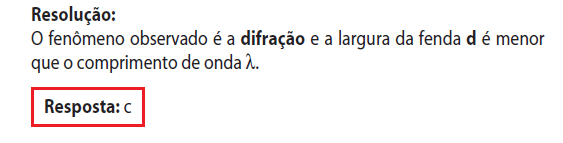 Resolução:
O fenômeno observado é a difração e a largura da fenda d é menor
que o comprimento de onda λ.
Resposta: c